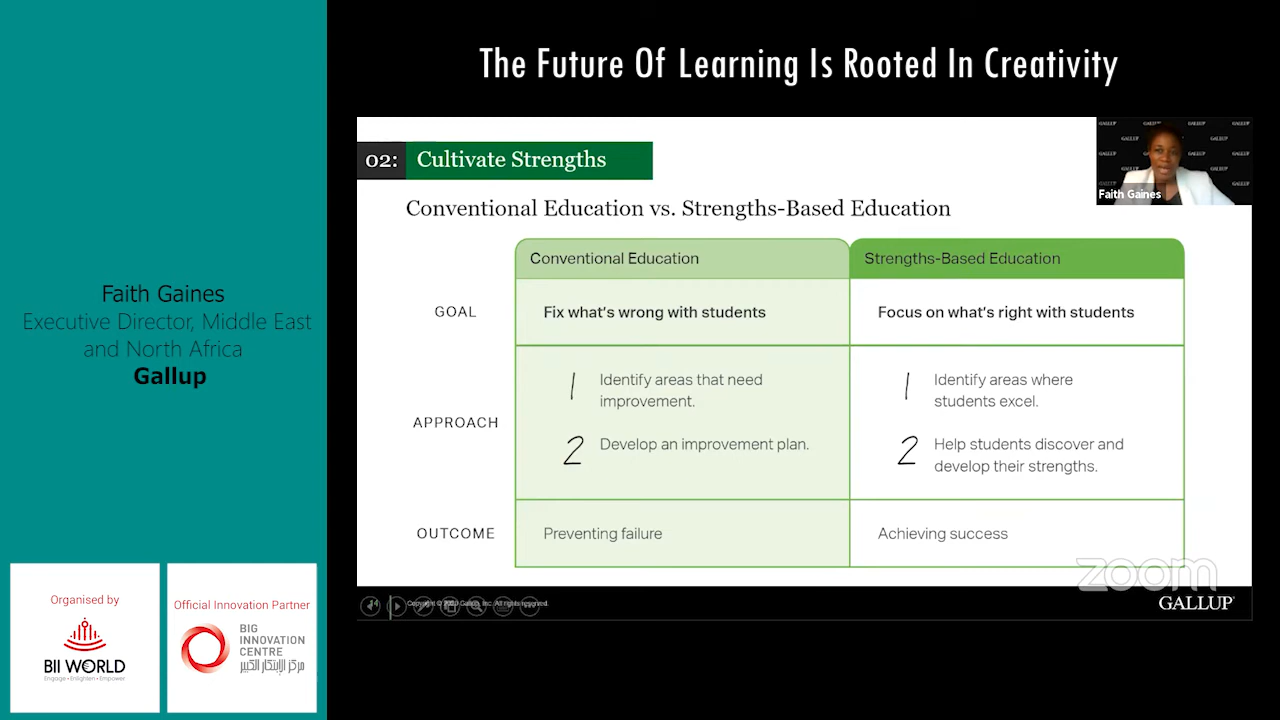 The Future Of Learning Is Rooted In Creativity
Faith Gaines
Executive Director, Middle East
and North Africa
Gallup
Organised by
BII WORLD
Engage • Enlighten • Empower
Official Innovation Partner
BIG
INNOVATION
CENTRE
مركز الابتكار الكبير
02: Cultivate Strengths
GALLUP
Faith Gaines
Conventional Education vs. Strengths-Based Education
Conventional Education
Strengths-Based Education
GOAL
Fix what's wrong with students
Focus on what's right with students
APPROACH
1 Identify areas that need
improvement.
2 Develop an improvement plan.
1 Identify areas where
students excel.
2 Help students discover and
develop their strengths.
OUTCOME
Preventing failure
Achieving success
zoom
Gallup, Inc. All rights reserved.
GALLUP